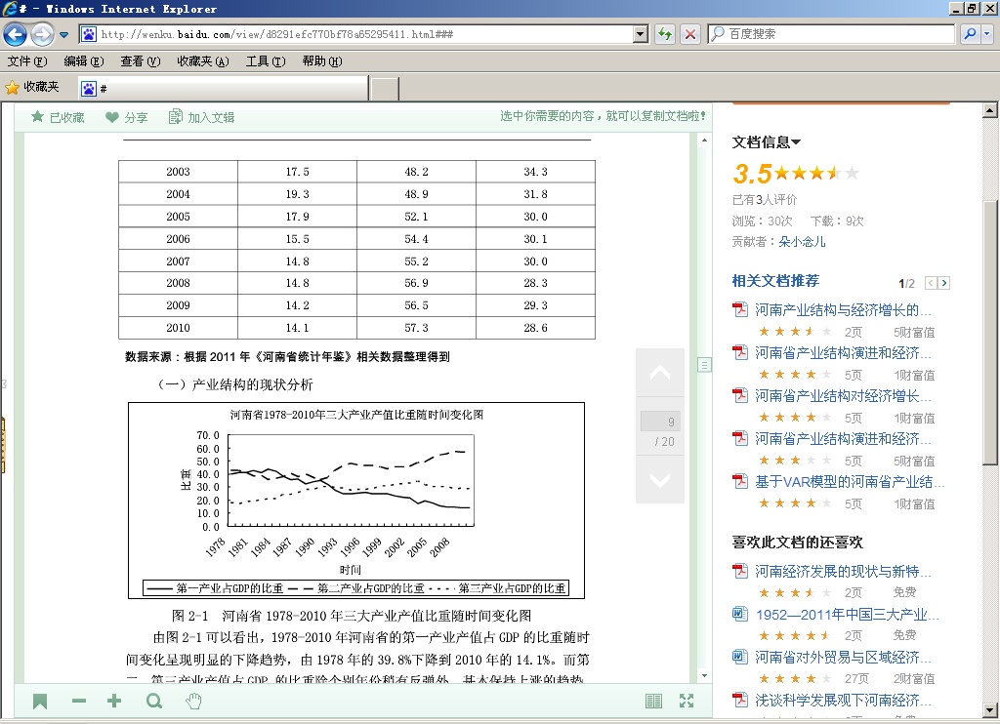 # - Windows Internet Explorer
http://wenku.baidu.com/view/d8291efc770bf78a65295411.html###
百度搜索
文件(F) 编辑(E) 查看(V) 收藏夹(A) 工具(T) 帮助(H)
收藏夹 #
已收藏 分享 加入文辑 选中你需要的内容，就可以复制文档啦!
2003 17.5 48.2 34.3
2004 19.3 48.9 31.8
2005 17.9 52.1 30.0
2006 15.5 54.4 30.1
2007 14.8 55.2 30.0
2008 14.8 56.9 28.3
2009 14.2 56.5 29.3
2010 14.1 57.3 28.6
数据来源：根据 2011 年《河南省统计年鉴》相关数据整理得到
（一）产业结构的现状分析
河南省1978-2010年三大产业产值比重随时间变化图
比重
70.0
60.0
50.0
40.0
30.0
20.0
10.0
0.0
1978 1981 1984 1987 1990 1993 1996 1999 2002 2005 2008
时间
第一产业占GDP的比重 第二产业占GDP的比重 第三产业占GDP的比重
图 2-1 河南省 1978-2010 年三大产业产值比重随时间变化图
由图 2-1 可以看出，1978-2010 年河南省的第一产业产值占 GDP 的比重随时
间变化呈现明显的下降趋势，由 1978 年的 39.8%下降到 2010 年的 14.1%。而第
二、第三产业产值占 GDP 的比重除个别年份稍有反弹外，基本保持上涨的趋势
9
/ 20
文档信息
3.5
已有3人评价
浏览：30次 下载：9次
贡献者：朵小念儿
相关文档推荐 1/2
河南产业结构与经济增长的...
2页 5财富值
河南省产业结构演进和经济...
5页 1财富值
河南省产业结构对经济增长...
5页 1财富值
河南省产业结构演进和经济...
5页 5财富值
基于VAR模型的河南省产业结...
5页 1财富值
喜欢此文档的还喜欢
河南经济发展的现状与新特...
2页 免费
1952—2011年中国三大产业...
2页 免费
河南省对外贸易与区域经济...
27页 2财富值
浅谈科学发展观下河南经济...